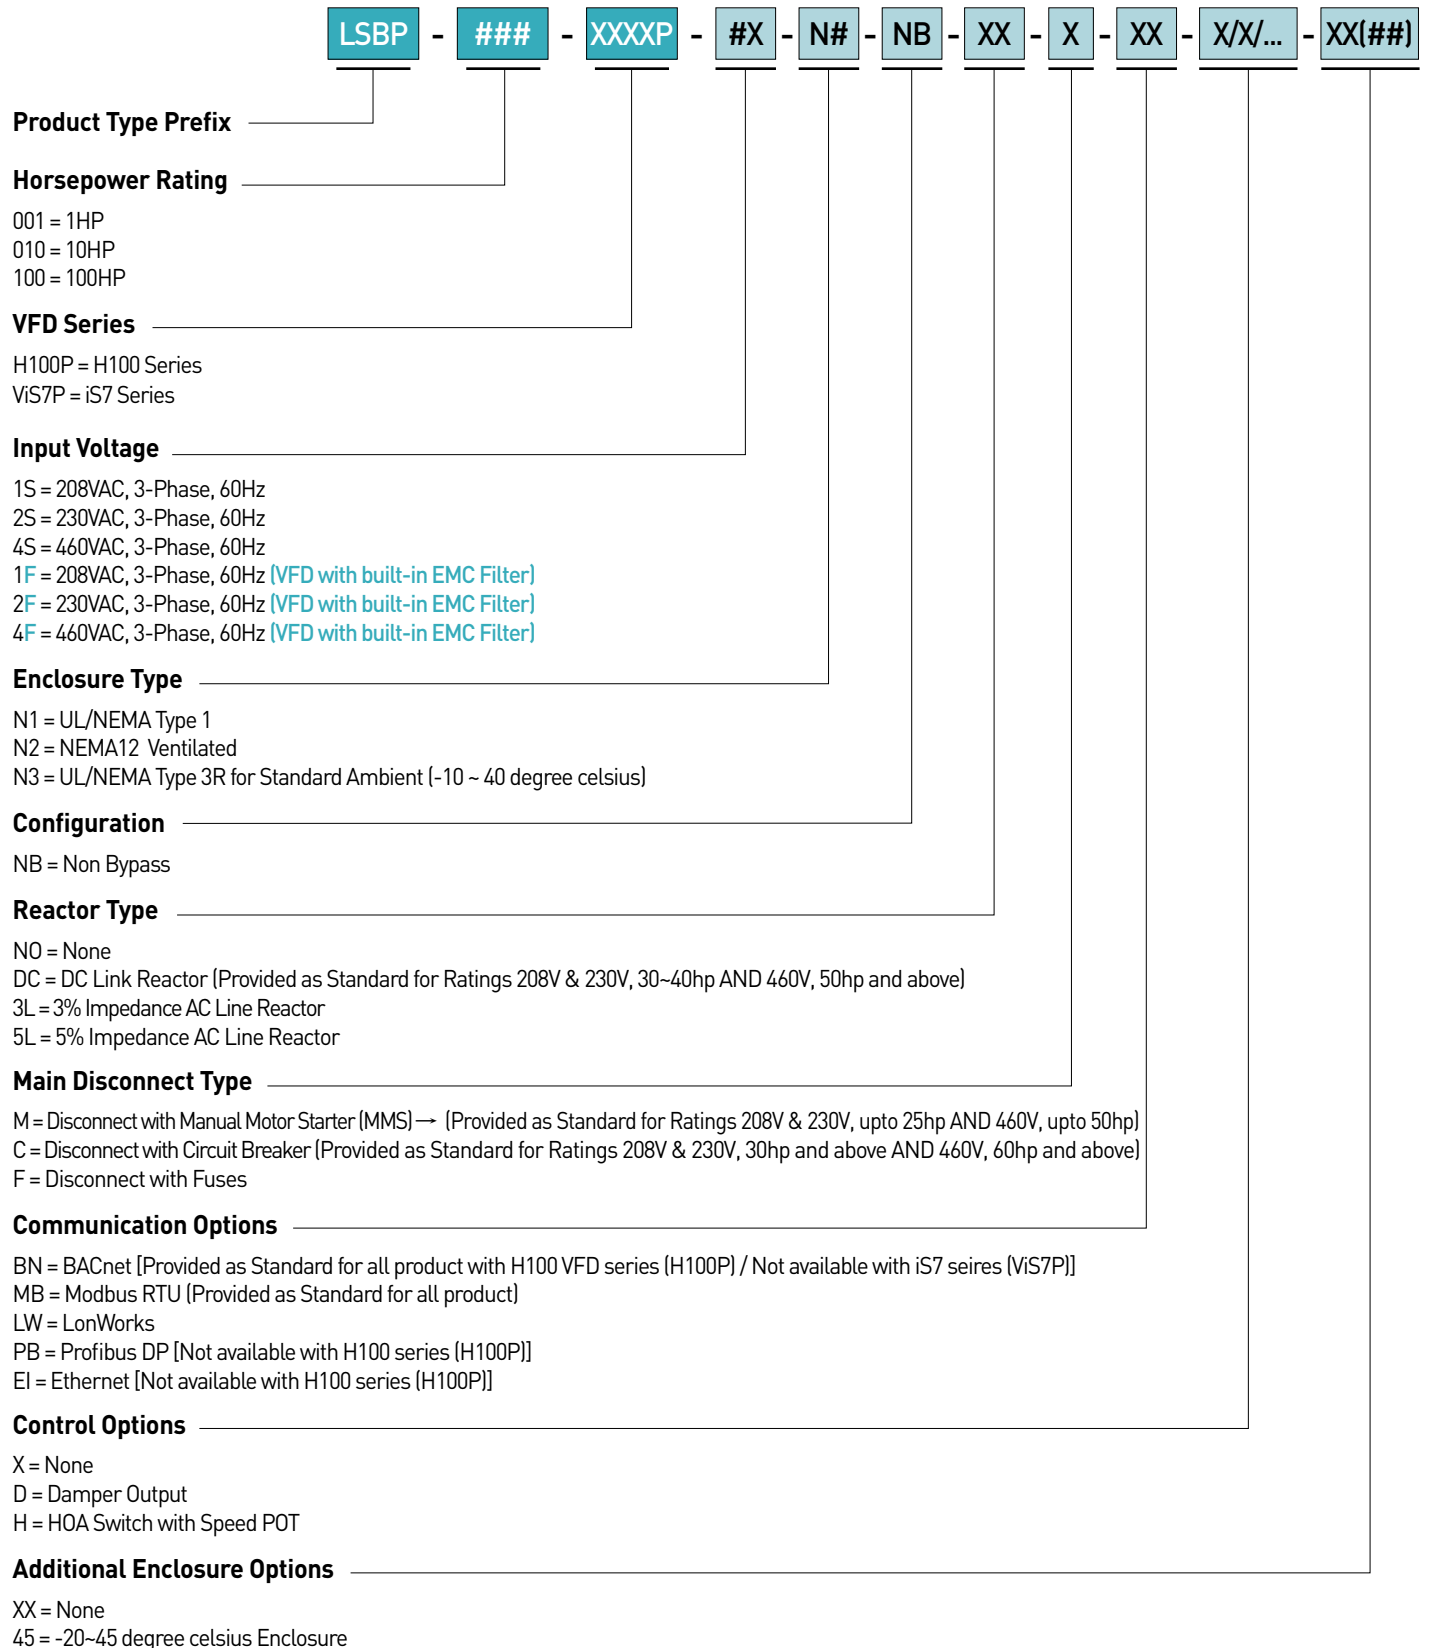 LSBP - ### - XXXXP - #X - N# - NB - XX - X - XX - X/X/... - XX(##)
Product Type Prefix
Horsepower Rating
001 = 1HP
010 = 10HP
100 = 100HP
VFD Series
H100P = H100 Series
ViS7P = iS7 Series
Input Voltage
1S = 208VAC, 3-Phase, 60Hz
2S = 230VAC, 3-Phase, 60Hz
4S = 460VAC, 3-Phase, 60Hz
1F = 208VAC, 3-Phase, 60Hz (VFD with built-in EMC Filter)
2F = 230VAC, 3-Phase, 60Hz (VFD with built-in EMC Filter)
4F = 460VAC, 3-Phase, 60Hz (VFD with built-in EMC Filter)
Enclosure Type
N1 = UL/NEMA Type 1
N2 = NEMA12 Ventilated
N3 = UL/NEMA Type 3R for Standard Ambient (-10 ~ 40 degree celsius)
Configuration
NB = Non Bypass
Reactor Type
NO = None
DC = DC Link Reactor (Provided as Standard for Ratings 208V & 230V, 30~40hp AND 460V, 50hp and above)
3L = 3% Impedance AC Line Reactor
5L = 5% Impedance AC Line Reactor
Main Disconnect Type
M = Disconnect with Manual Motor Starter (MMS) → (Provided as Standard for Ratings 208V & 230V, upto 25hp AND 460V, upto 50hp)
C = Disconnect with Circuit Breaker (Provided as Standard for Ratings 208V & 230V, 30hp and above AND 460V, 60hp and above)
F = Disconnect with Fuses
Communication Options
BN = BACnet [Provided as Standard for all product with H100 VFD series (H100P) / Not available with iS7 seires (ViS7P)]
MB = Modbus RTU (Provided as Standard for all product)
LW = LonWorks
PB = Profibus DP [Not available with H100 series (H100P)]
EI = Ethernet [Not available with H100 series (H100P)]
Control Options
X = None
D = Damper Output
H = HOA Switch with Speed POT
Additional Enclosure Options
XX = None
45 = -20~45 degree celsius Enclosure